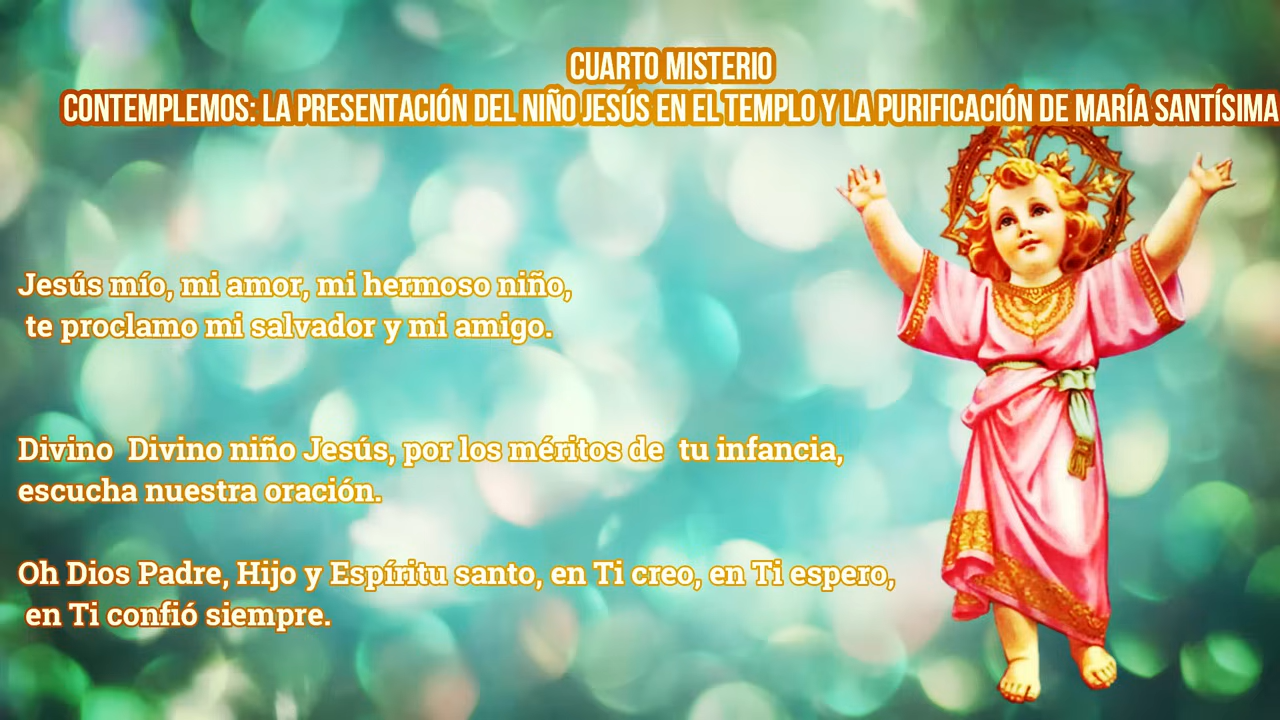 CUARTO MISTERIO
CONTEMPLEMOS: LA PRESENTACIÓN DEL NIÑO JESÚS EN EL TEMPLO Y LA PURIFICACIÓN DE MARÍA SANTÍSIMA
Jesús mío, mi amor, mi hermoso niño,
te proclamo mi salvador y mi amigo.
Divino Divino niño Jesús, por los méritos de tu infancia,
escucha nuestra oración.
Oh Dios Padre, Hijo y Espíritu santo, en Ti creo, en Ti espero,
en Ti confió siempre.